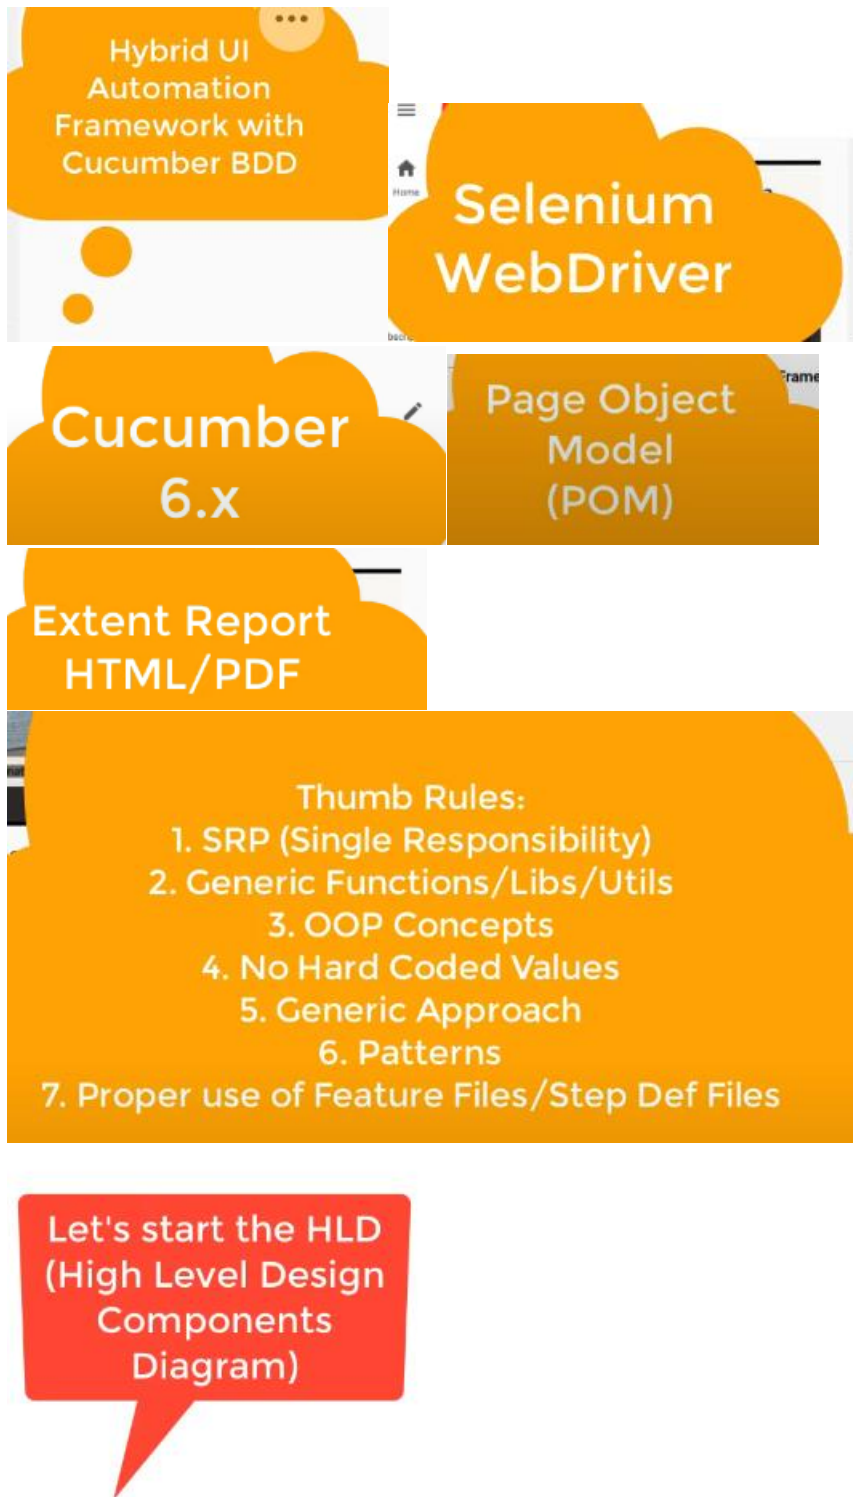 Hybrid UI
Automation
Framework with
Cucumber BDD
Home
Selenium
WebDriver
Cucumber
6.x
Frame
Page Object
Model
(POM)
Extent Report
HTML/PDF
Thumb Rules:
1. SRP (Single Responsibility)
2. Generic Functions/Libs/Utils
3. OOP Concepts
4. No Hard Coded Values
5. Generic Approach
6. Patterns
7. Proper use of Feature Files/Step Def Files
Let's start the HLD
(High Level Design
Components
Diagram)